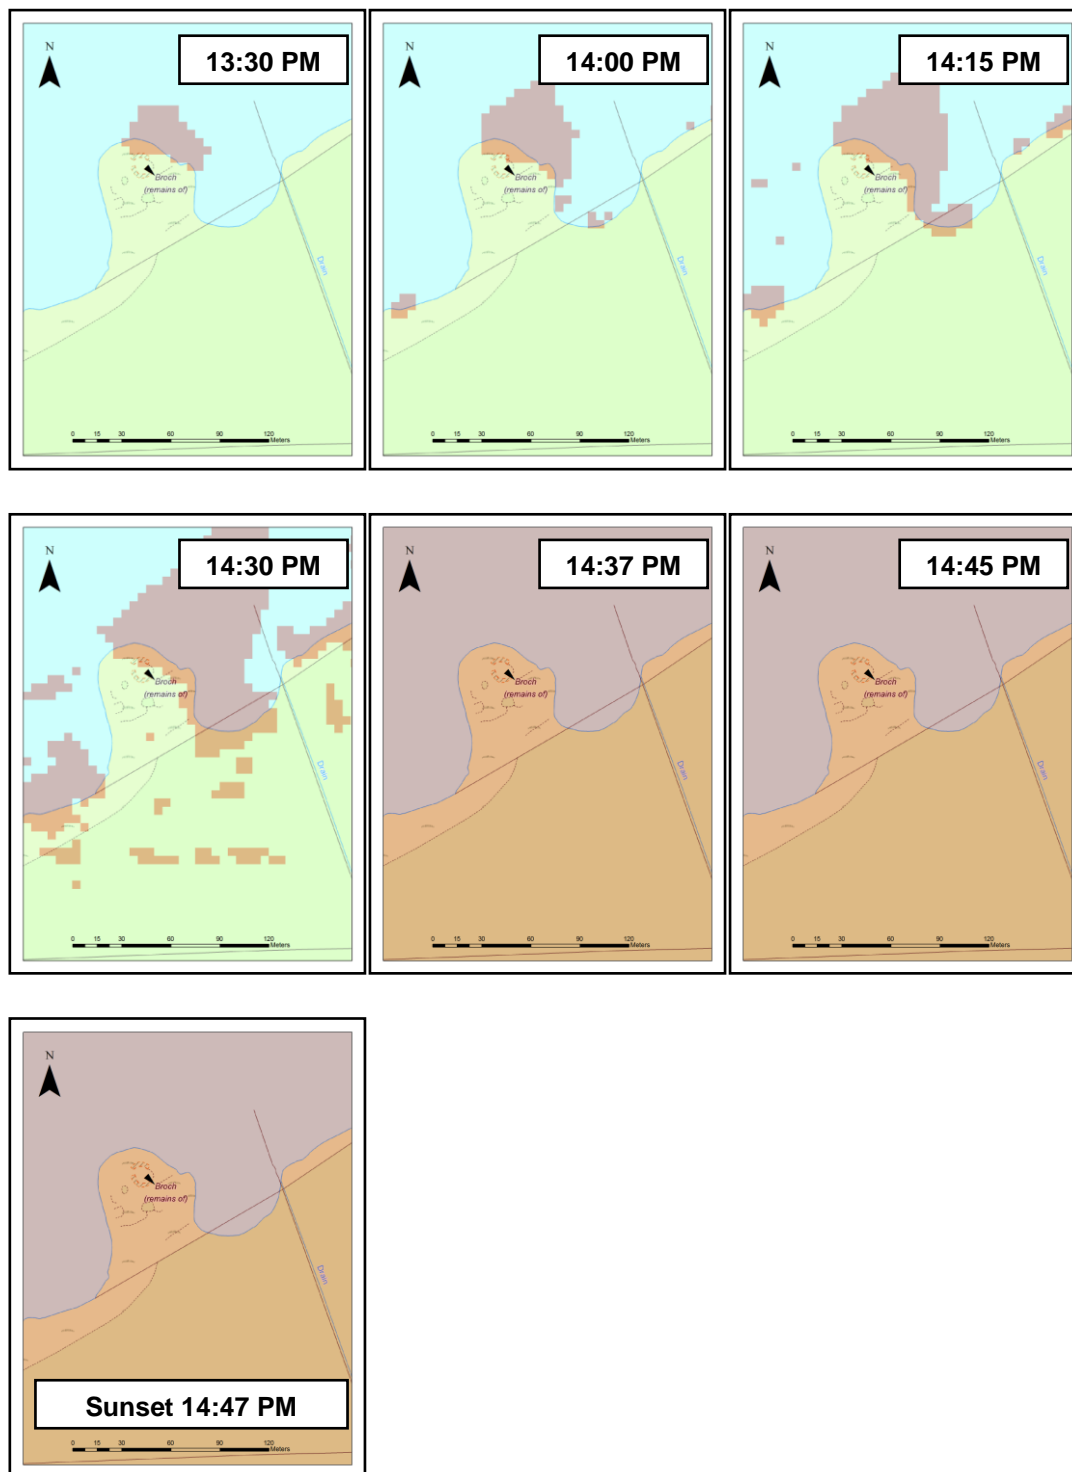 N
13:30 PM
Broch
(remains of)
Drain
0 15 30 60 90 120
Meters
N
14:00 PM
Broch
(remains of)
Drain
0 15 30 60 90 120
Meters
N
14:15 PM
Broch
(remains of)
Drain
0 15 30 60 90 120
Meters
N
14:30 PM
Broch
(remains of)
Drain
0 15 30 60 90 120
Meters
N
14:37 PM
Broch
(remains of)
Drain
0 15 30 60 90 120
Meters
N
14:45 PM
Broch
(remains of)
Drain
0 15 30 60 90 120
Meters
N
Broch
(remains of)
Drain
Sunset 14:47 PM
0 15 30 60 90 120
Meters